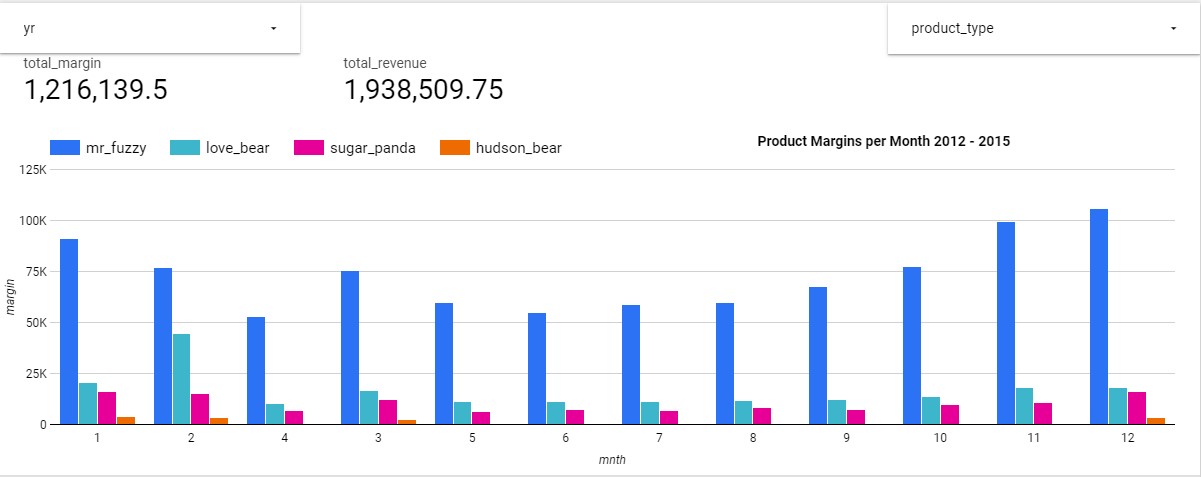 yr
product_type
total_margin
total_revenue
1,216,139.5
1,938,509.75
mr_fuzzy
love_bear
sugar_panda
hudson_bear
Product Margins per Month 2012 - 2015
125K
100K
75K
50K
25K
0
margin
1 2 4 3 5 6 7 8 9 10 11 12
mnth